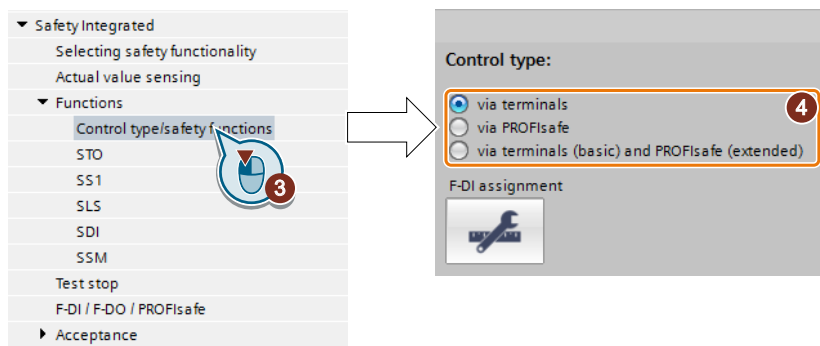 Safety Integrated
Selecting safety functionality
Actual value sensing
Functions
Control type/safety functions
STO
SS1
SLS
SDI
SSM
Test stop
F-DI / F-DO / PROFIsafe
Acceptance
3
Control type:
via terminals
via PROFIsafe
via terminals (basic) and PROFIsafe (extended)
4
F-DI assignment